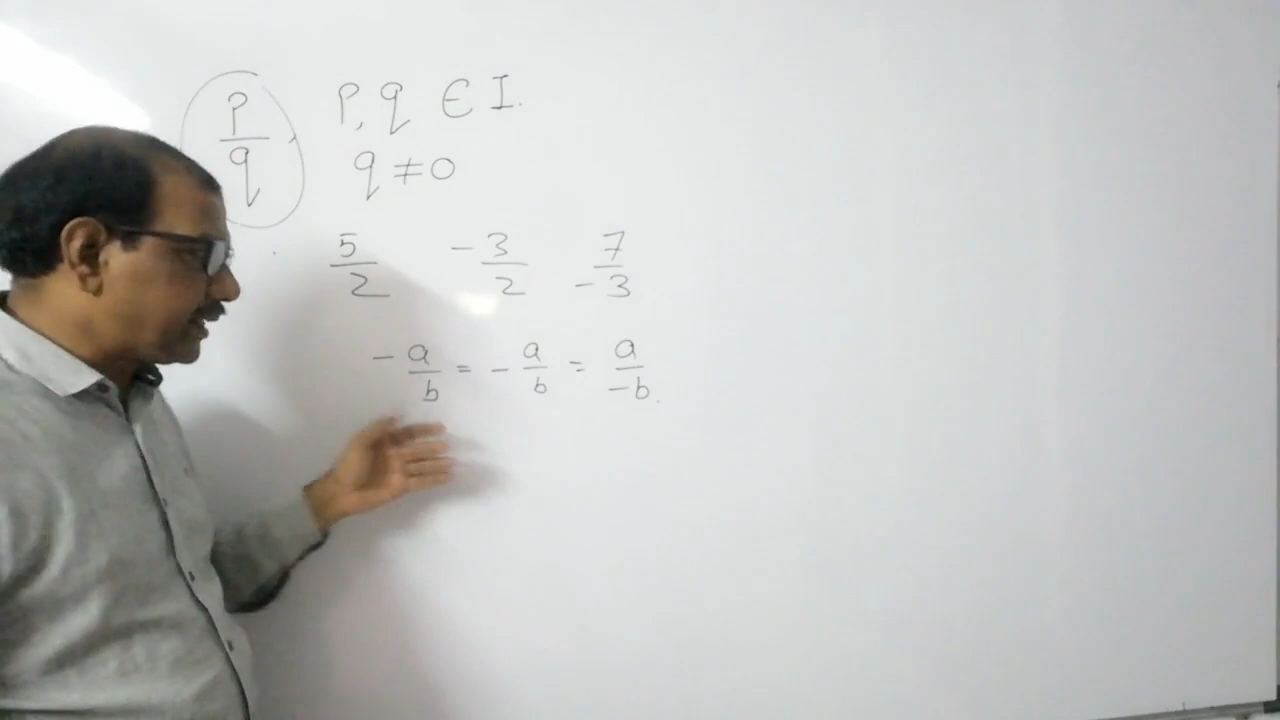 p/q p, q ∈ I.
q ≠ 0
5/2 -3/2 7/-3
-a/b = - a/b = a/-b.